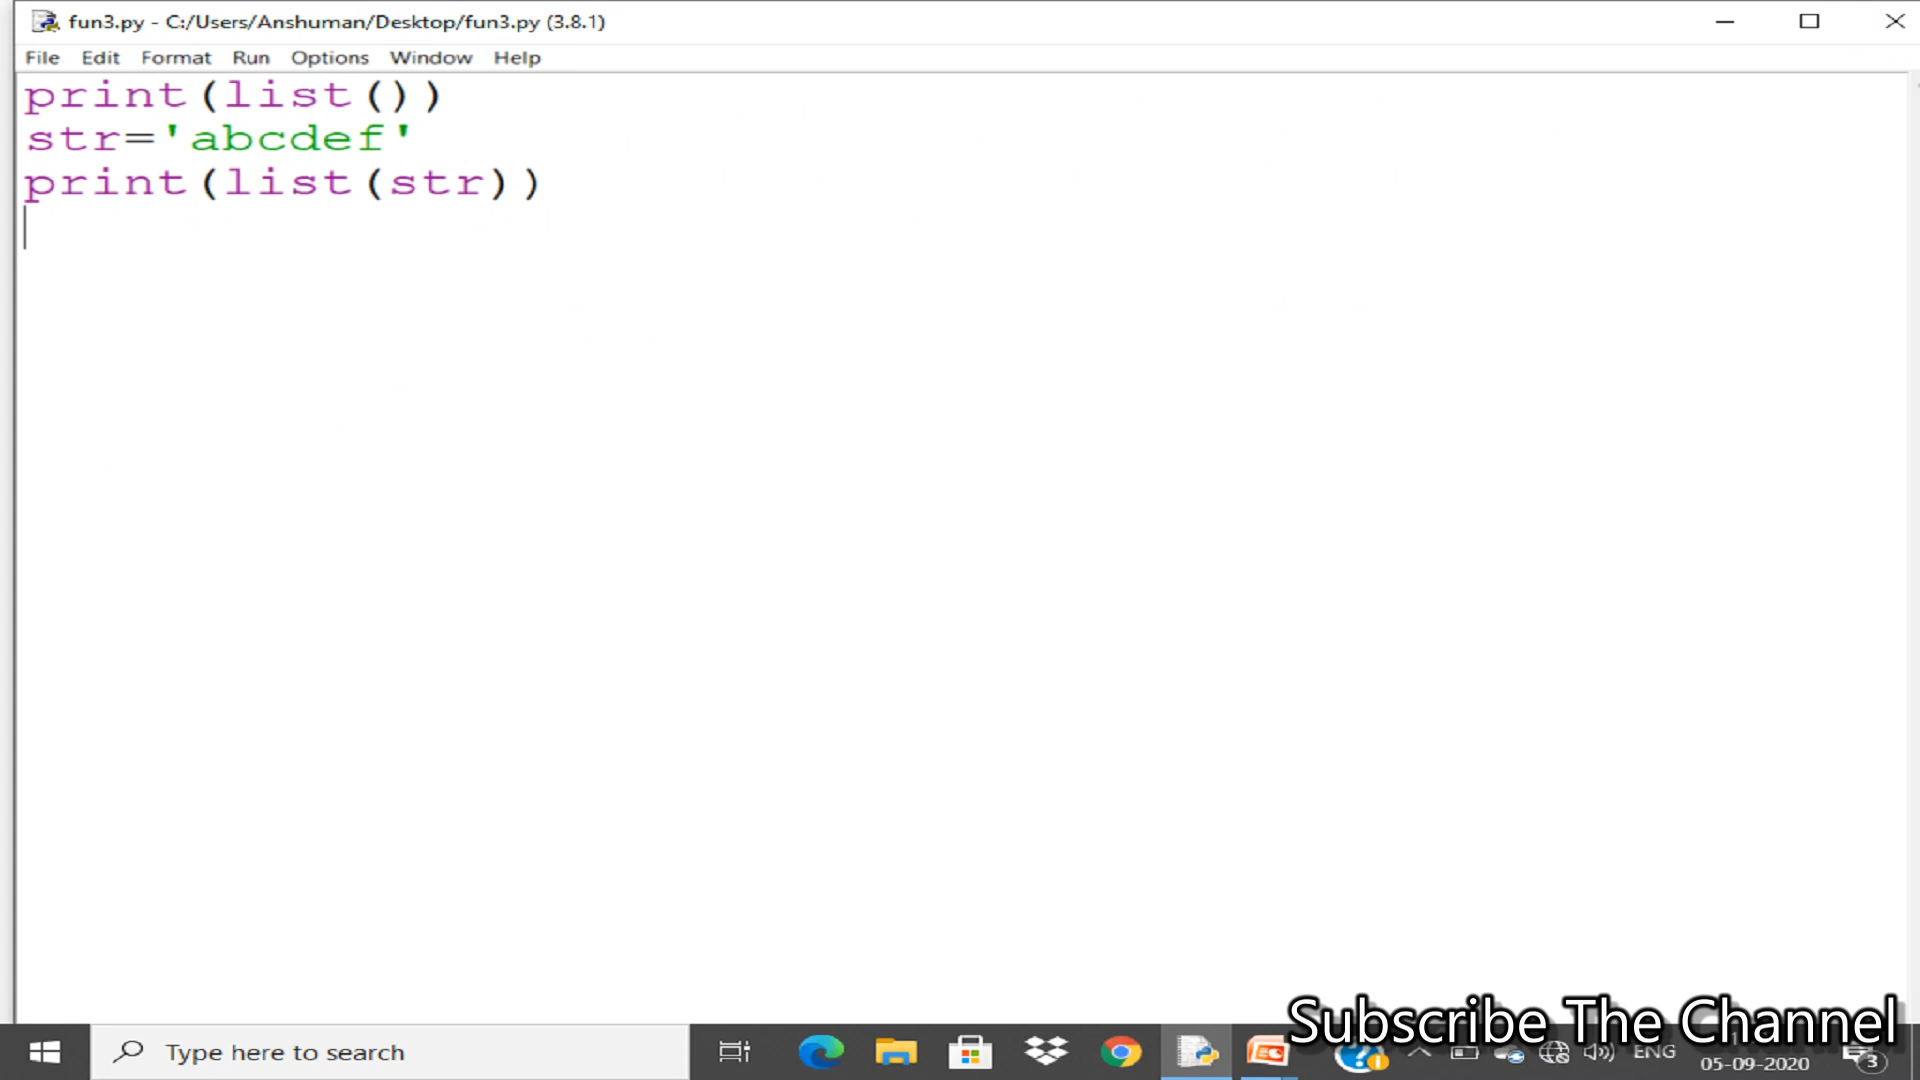 fun3.py - C:/Users/Anshuman/Desktop/fun3.py (3.8.1)
File Edit Format Run Options Window Help
print(list())
str='abcdef'
print(list(str))
Subscribe The Channel
Type here to search
ENG
05-09-2020
3